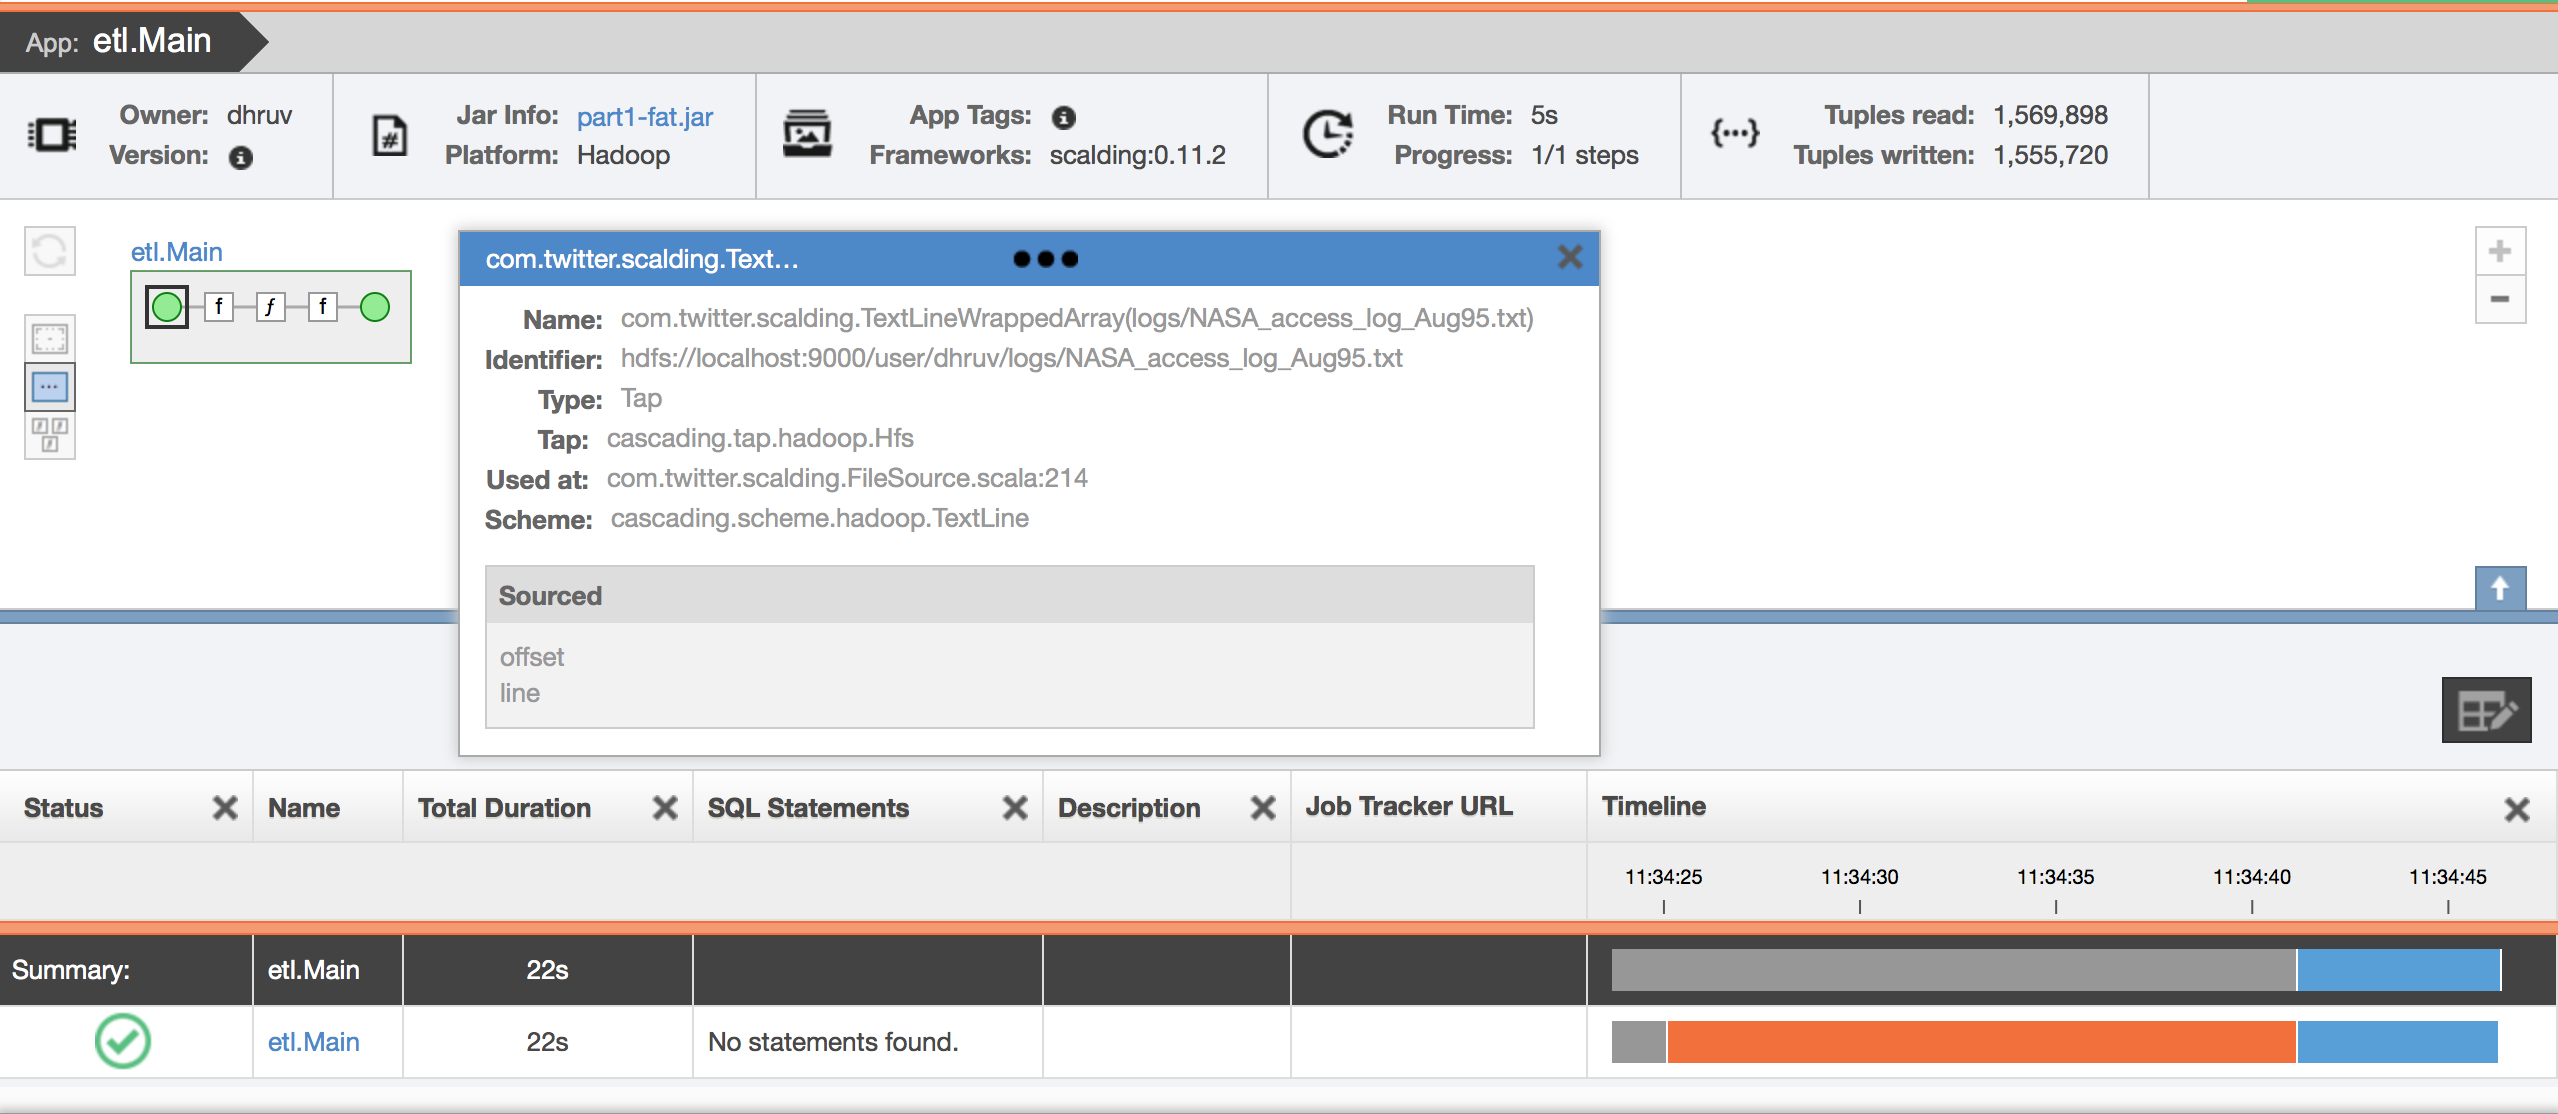 App: etl.Main
Owner: dhruv
Version:
Jar Info: part1-fat.jar
Platform: Hadoop
App Tags:
Frameworks: scalding:0.11.2
Run Time: 5s
Progress: 1/1 steps
Tuples read: 1,569,898
Tuples written: 1,555,720
etl.Main
f f f
com.twitter.scalding.Text...
Name: com.twitter.scalding.TextLineWrappedArray(logs/NASA_access_log_Aug95.txt)
Identifier: hdfs://localhost:9000/user/dhruv/logs/NASA_access_log_Aug95.txt
Type: Tap
Tap: cascading.tap.hadoop.Hfs
Used at: com.twitter.scalding.FileSource.scala:214
Scheme: cascading.scheme.hadoop.TextLine
Sourced
offset
line
Status Name Total Duration SQL Statements Description Job Tracker URL Timeline
11:34:25 11:34:30 11:34:35 11:34:40 11:34:45
Summary: etl.Main 22s
etl.Main 22s No statements found.